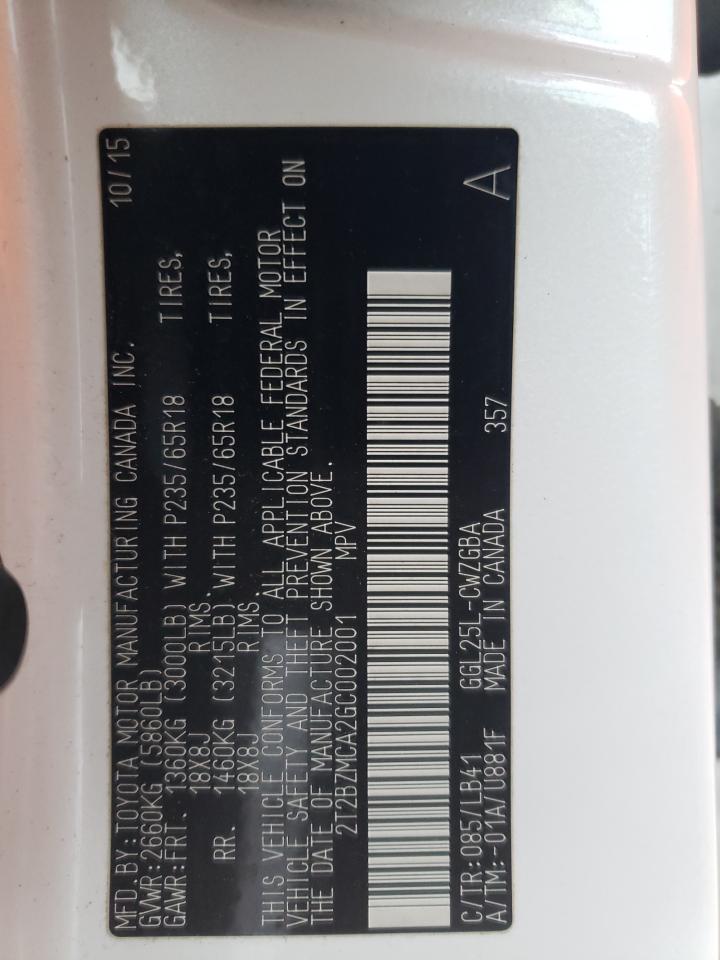 MFD.BY:TOYOTA MOTOR MANUFACTURING CANADA INC. 10/15
GVWR:2660KG (5860LB)
GAWR:FRT. 1360KG (3000LB) WITH P235/65R18 TIRES,
18X8J RIMS,
RR. 1460KG (3215LB) WITH P235/65R18 TIRES,
18X8J RIMS
THIS VEHICLE CONFORMS TO ALL APPLICABLE FEDERAL MOTOR
VEHICLE SAFETY AND THEFT PREVENTION STANDARDS IN EFFECT ON
THE DATE OF MANUFACTURE SHOWN ABOVE.
2T2BZMCA2GC002001 MPV
C/TR:085/LB41 GGL25L-CWZGBA A
A/TM:-01A/U881F MADE IN CANADA 357